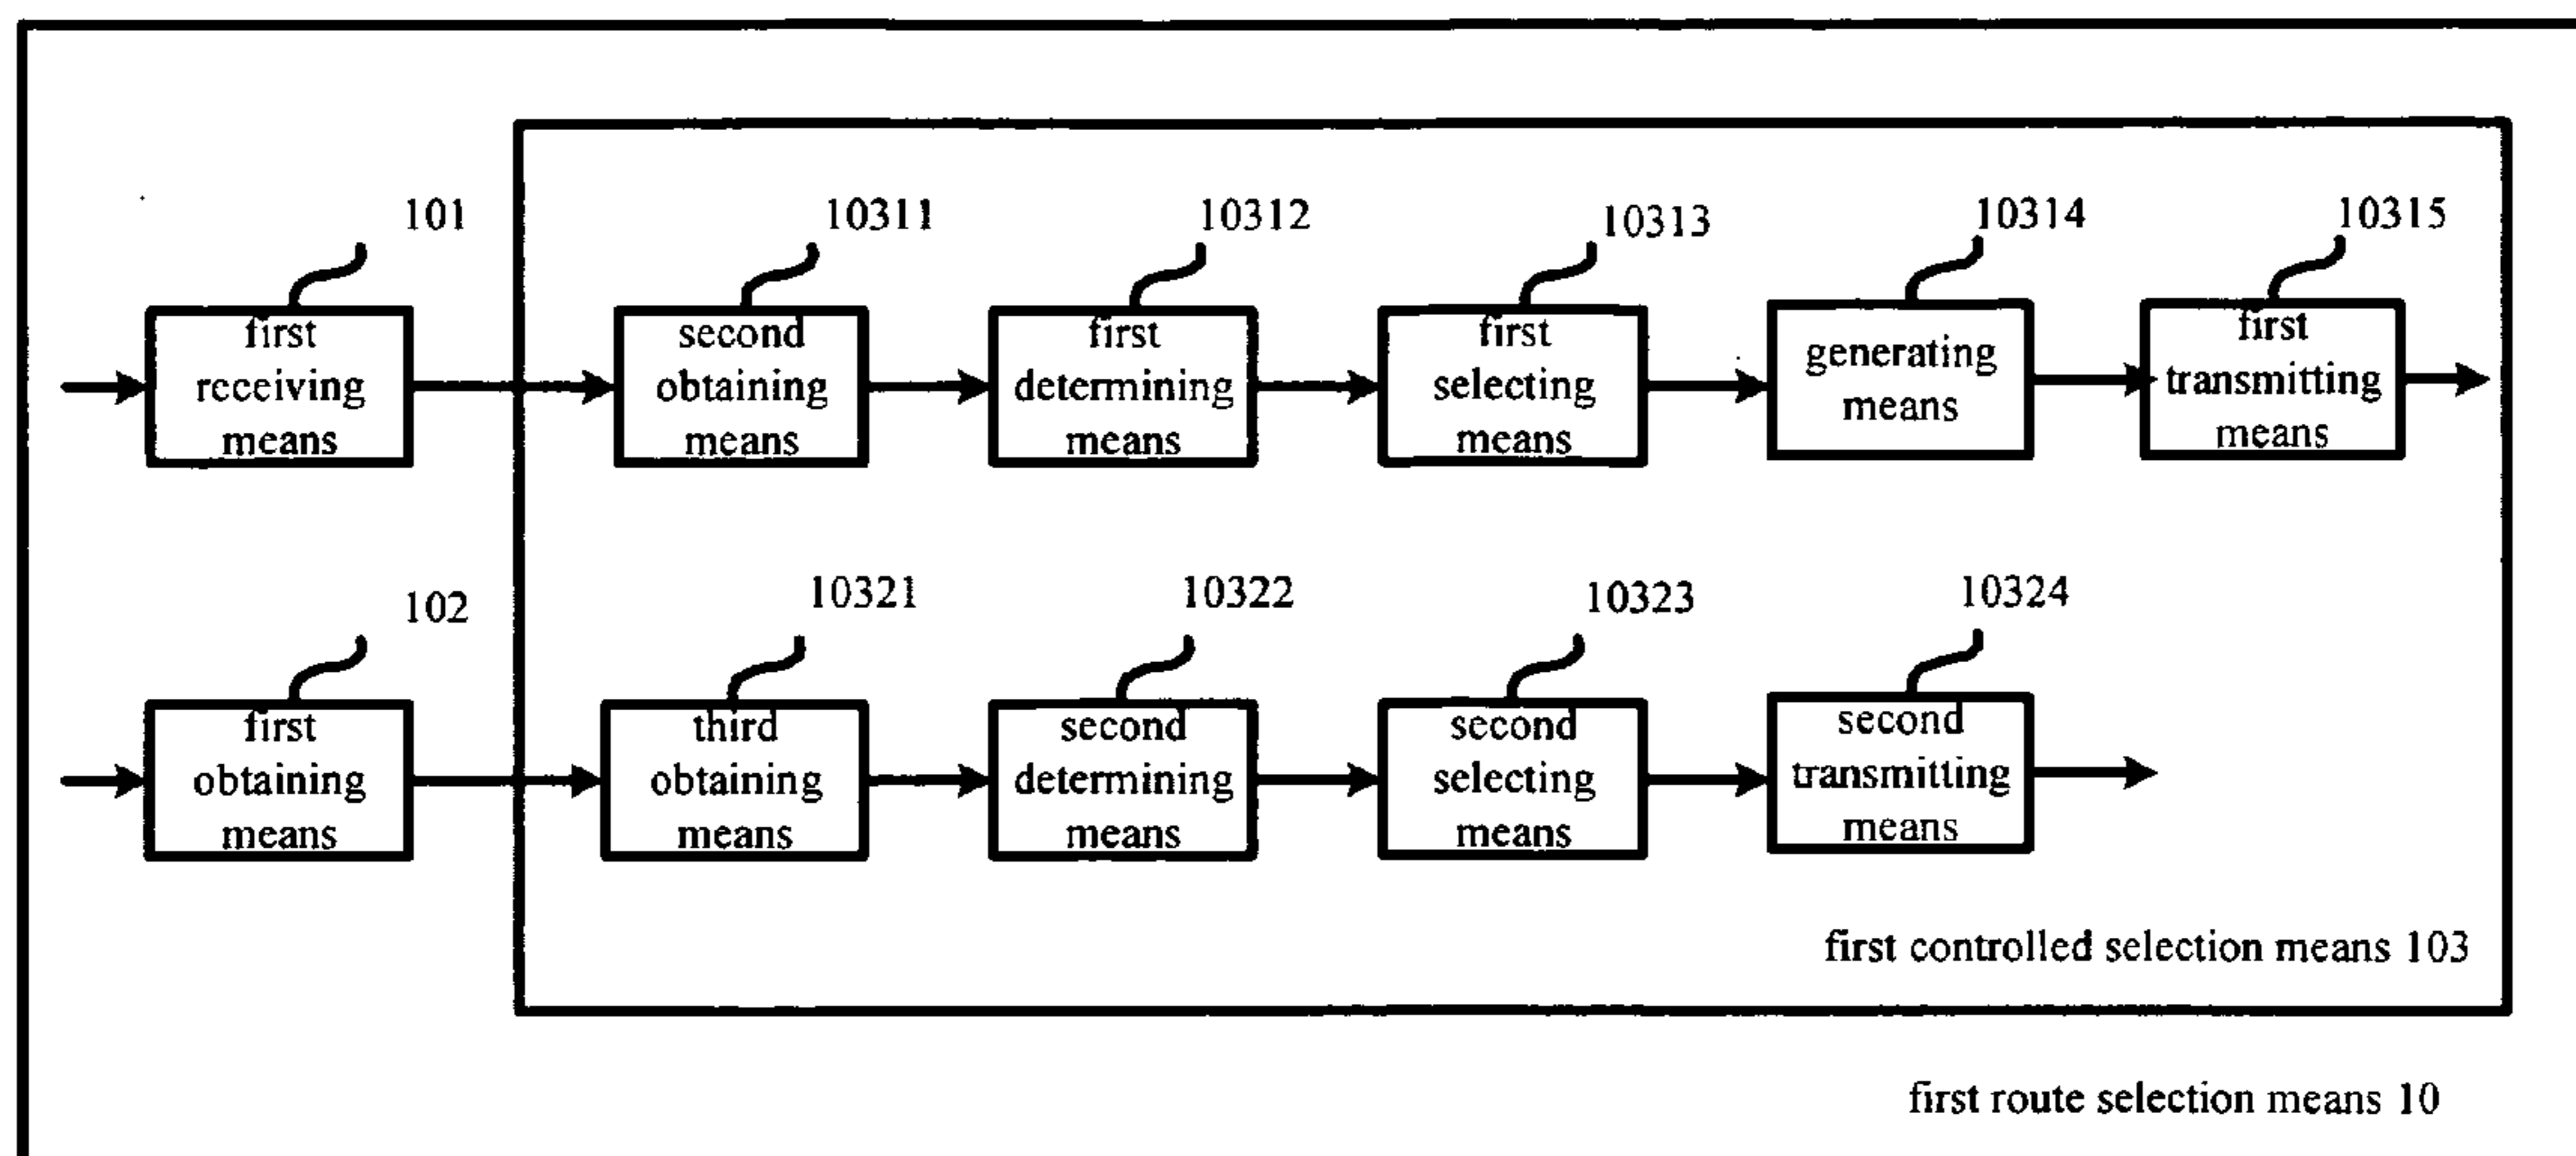 101
10311
10312
10313
10314
10315
first
receiving
means
second
obtaining
means
first
determining
means
first
selecting
means
generating
means
first
transmitting
means
102
10321
10322
10323
10324
first
obtaining
means
third
obtaining
means
second
determining
means
second
selecting
means
second
transmitting
means
first controlled selection means 103
first route selection means 10